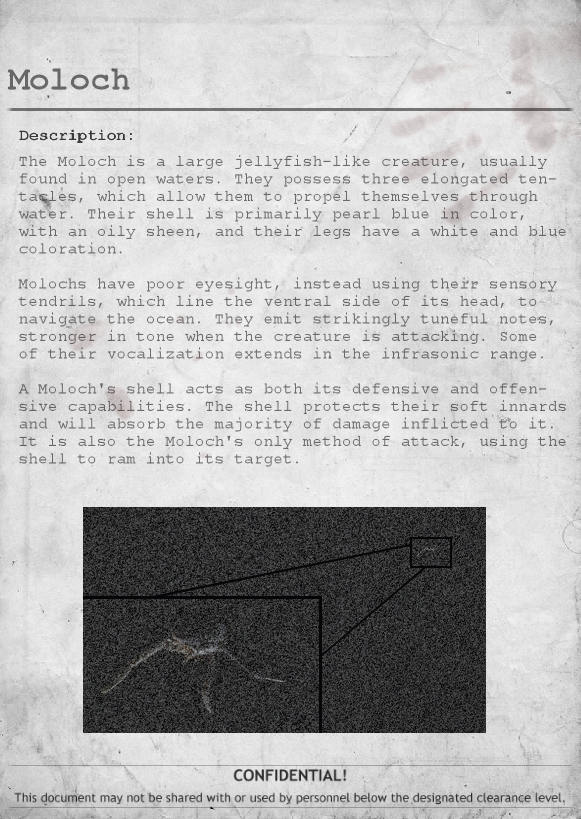 Moloch
Description:
The Moloch is a large jellyfish-like creature, usually
found in open waters. They possess three elongated ten-
tacles, which allow them to propel themselves through
water. Their shell is primarily pearl blue in color,
with an oily sheen, and their legs have a white and blue
coloration.
Molochs have poor eyesight, instead using their sensory
tendrils, which line the ventral side of its head, to
navigate the ocean. They emit strikingly tuneful notes,
stronger in tone when the creature is attacking. Some
of their vocalization extends in the infrasonic range.
A Moloch's shell acts as both its defensive and offen-
sive capabilities. The shell protects their soft innards
and will absorb the majority of damage inflicted to it.
It is also the Moloch's only method of attack, using the
shell to ram into its target.
CONFIDENTIAL!
This document may not be shared with or used by personnel below the designated clearance level.